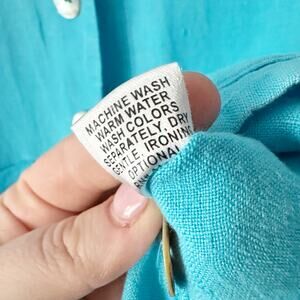 MACHINE WASH
WARM WATER
WASH COLORS
SEPARATELY, DRY
GENTLE IRONING
OPTIONAL